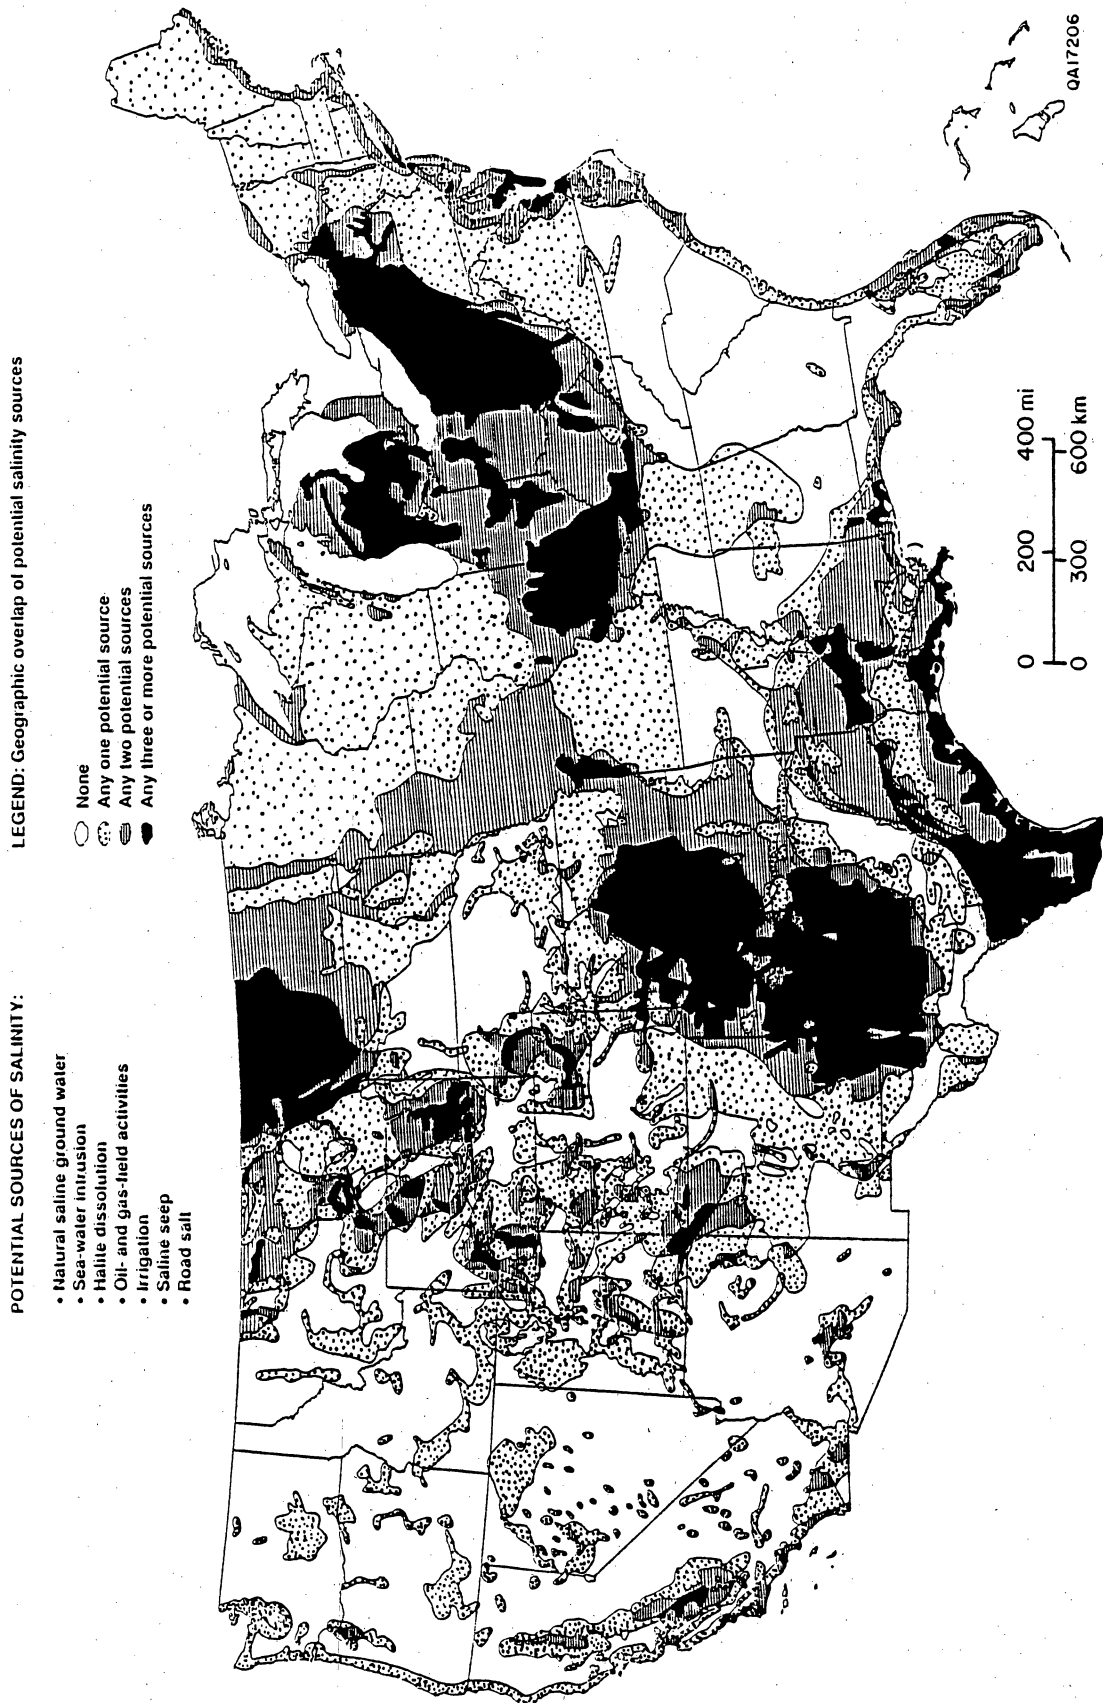 POTENTIAL SOURCES OF SALINITY:
• Natural saline ground water
• Sea-water intrusion
• Halite dissolution
• Oil- and gas-field activities
• Irrigation
• Saline seep
• Road salt
LEGEND: Geographic overlap of potential salinity sources
None
Any one potential source
Any two potential sources
Any three or more potential sources
0 200 400 mi
0 300 600 km
QA17206